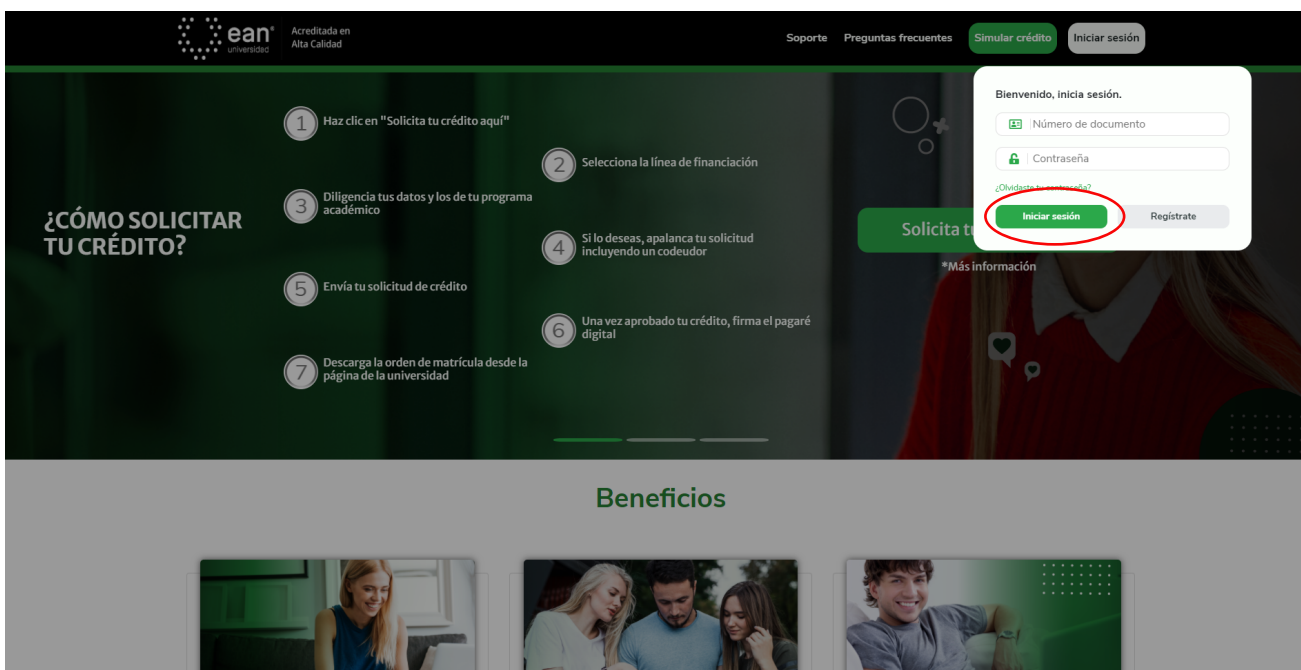 ean®
universidad
Acreditada en
Alta Calidad
Soporte
Preguntas frecuentes
Simular crédito
Iniciar sesión
Bienvenido, inicia sesión.
Número de documento
Contraseña
¿Olvidaste tu contraseña?
Iniciar sesión
Regístrate
¿CÓMO SOLICITAR
TU CRÉDITO?
1
Haz clic en "Solicita tu crédito aquí"
2
Selecciona la línea de financiación
3
Diligencia tus datos y los de tu programa
académico
4
Si lo deseas, apalanca tu solicitud
incluyendo un codeudor
5
Envía tu solicitud de crédito
6
Una vez aprobado tu crédito, firma el pagaré
digital
7
Descarga la orden de matrícula desde la
página de la universidad
Solicita
*Más información
Beneficios